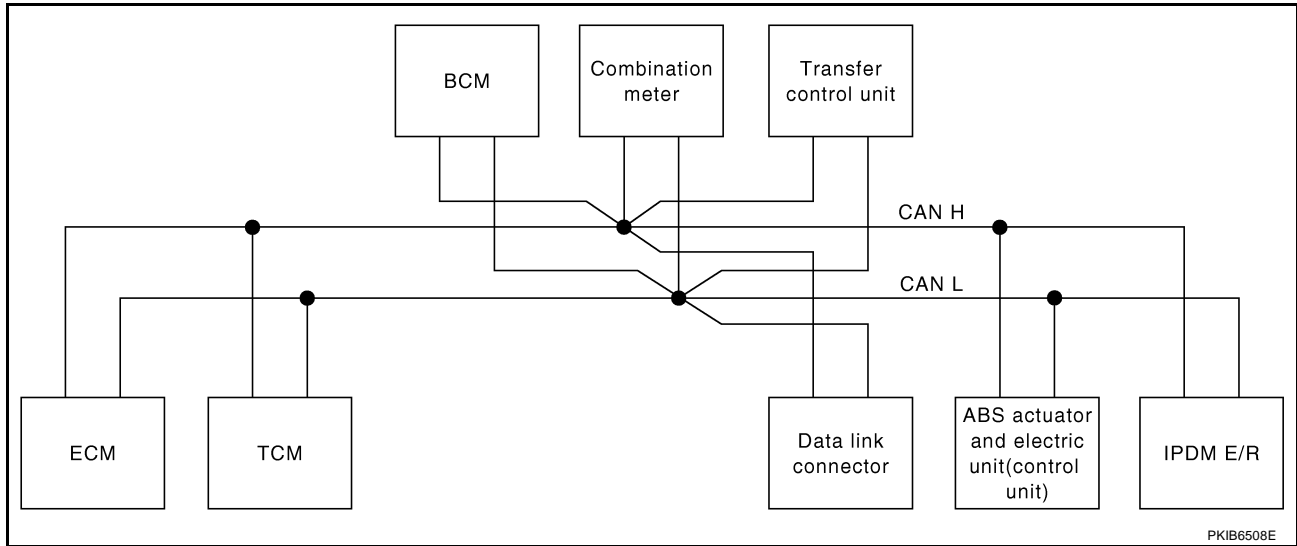 BCM
Combination
meter
Transfer
control unit
CAN H
CAN L
ECM
TCM
Data link
connector
ABS actuator
and electric
unit(control
unit)
IPDM E/R
PKIB6508E